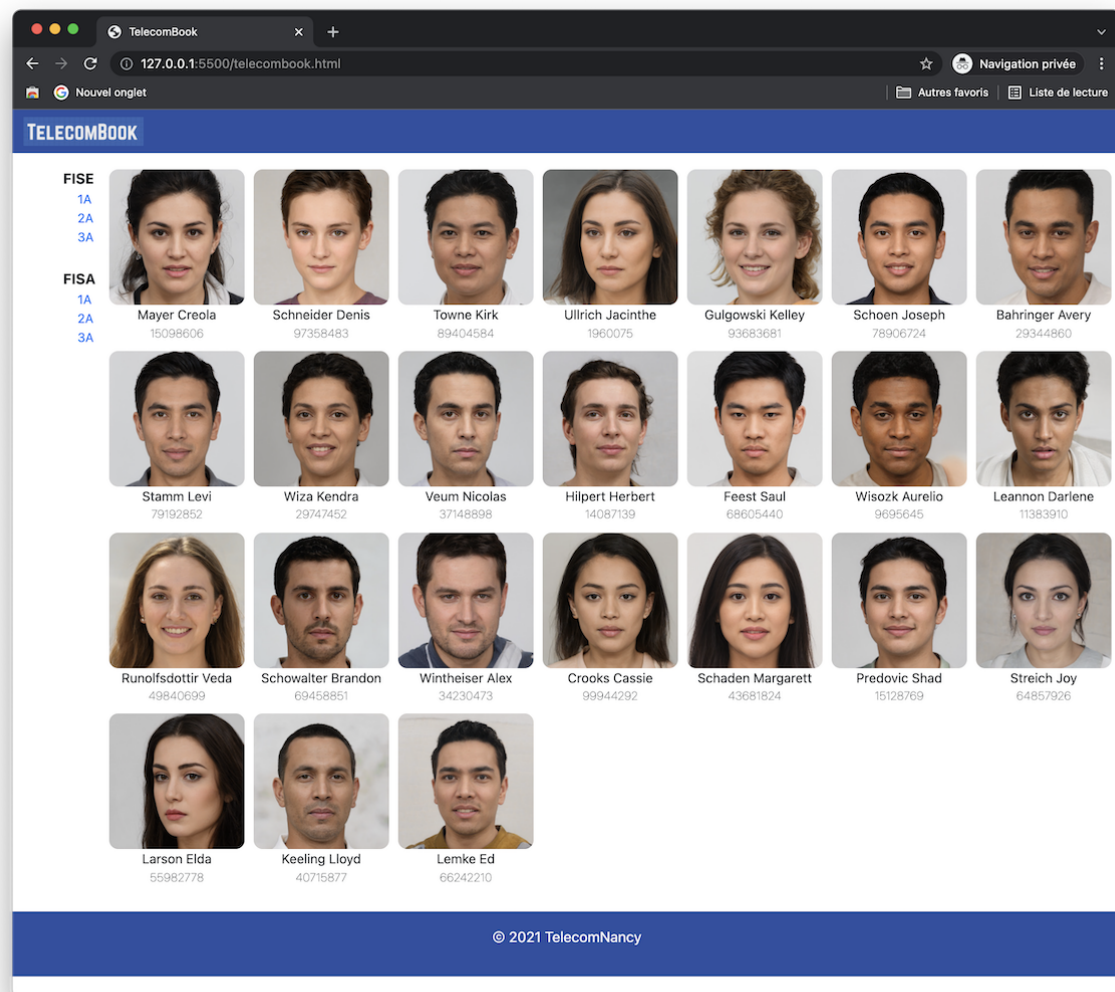 TelecomBook
127.0.0.1:5500/telecombook.html
Navigation privée
Nouvel onglet
Autres favoris
Liste de lecture
TELECOMBOOK
FISE
1A
2A
3A
FISA
1A
2A
3A
Mayer Creola Schneider Denis Towne Kirk Ullrich Jacinthe Gulgowski Kelley Schoen Joseph Bahringer Avery
15098606 97358483 89404584 1960075 93683681 78906724 29344860
Stamm Levi Wiza Kendra Veum Nicolas Hilpert Herbert Feest Saul Wisozk Aurelio Leannon Darlene
79192852 29747452 37148898 14087139 68605440 9695645 11383910
Runolfsdottir Veda Schowalter Brandon Wintheiser Alex Crooks Cassie Schaden Margarett Predovic Shad Streich Joy
49840699 69458851 34230473 99944292 43681824 15128769 64857926
Larson Elda Keeling Lloyd Lemke Ed
55982778 40715877 66242210
© 2021 TelecomNancy